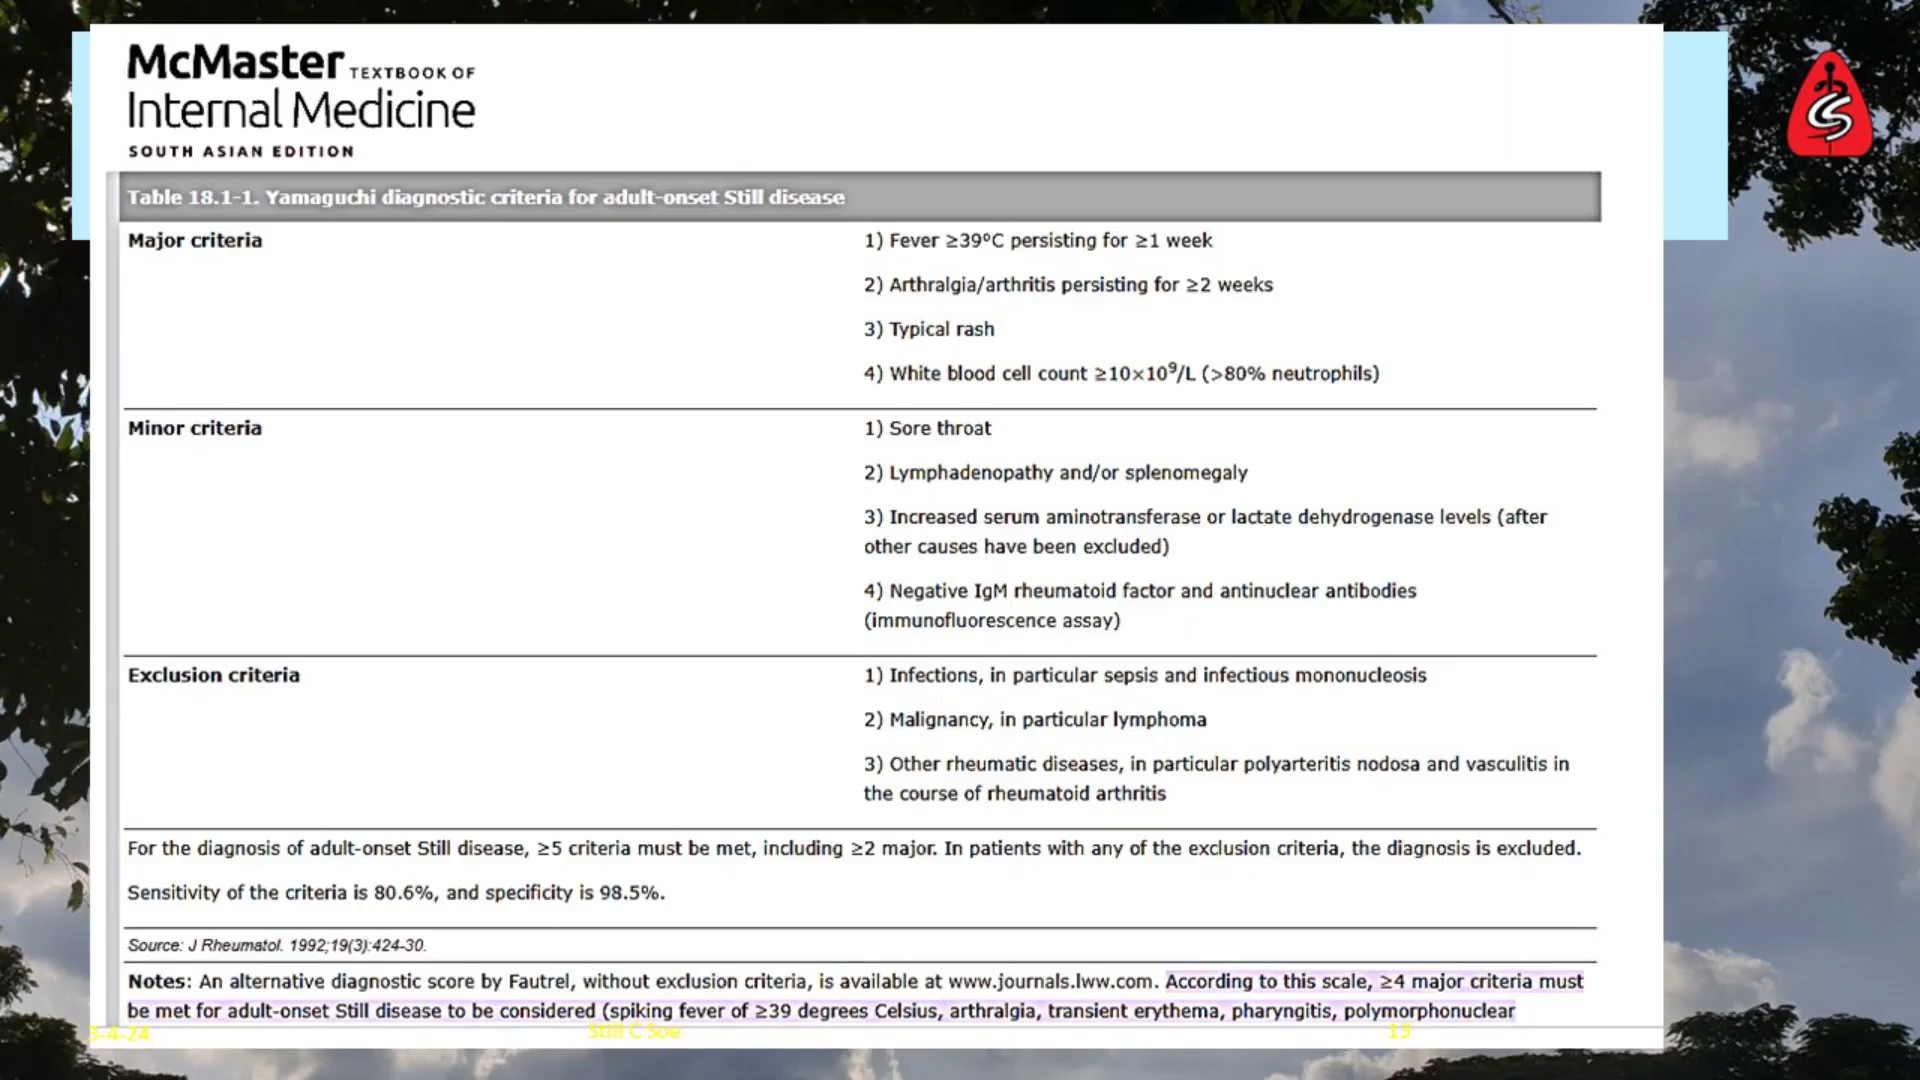 McMaster TEXTBOOK OF
Internal Medicine
SOUTH ASIAN EDITION
Table 18.1-1. Yamaguchi diagnostic criteria for adult-onset Still disease
Major criteria
1) Fever ≥39ºC persisting for ≥1 week
2) Arthralgia/arthritis persisting for ≥2 weeks
3) Typical rash
4) White blood cell count ≥10×10⁹/L (>80% neutrophils)
Minor criteria
1) Sore throat
2) Lymphadenopathy and/or splenomegaly
3) Increased serum aminotransferase or lactate dehydrogenase levels (after
other causes have been excluded)
4) Negative IgM rheumatoid factor and antinuclear antibodies
(immunofluorescence assay)
Exclusion criteria
1) Infections, in particular sepsis and infectious mononucleosis
2) Malignancy, in particular lymphoma
3) Other rheumatic diseases, in particular polyarteritis nodosa and vasculitis in
the course of rheumatoid arthritis
For the diagnosis of adult-onset Still disease, ≥5 criteria must be met, including ≥2 major. In patients with any of the exclusion criteria, the diagnosis is excluded.
Sensitivity of the criteria is 80.6%, and specificity is 98.5%.
Source: J Rheumatol. 1992;19(3):424-30.
Notes: An alternative diagnostic score by Fautrel, without exclusion criteria, is available at www.journals.lww.com. According to this scale, ≥4 major criteria must
be met for adult-onset Still disease to be considered (spiking fever of ≥39 degrees Celsius, arthralgia, transient erythema, pharyngitis, polymorphonuclear
Still C Soe
13